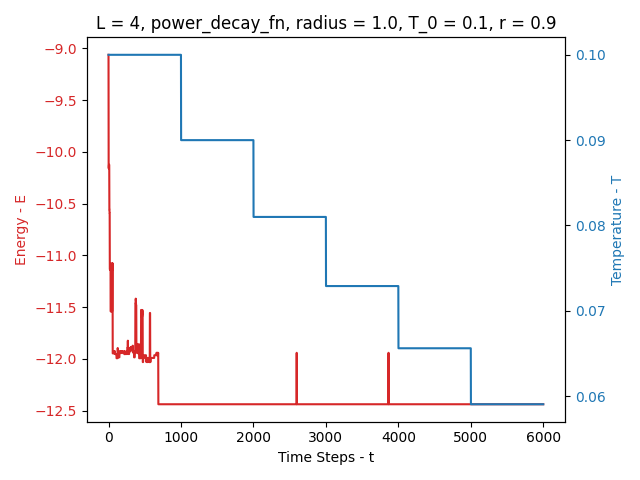 L = 4, power_decay_fn, radius = 1.0, T_0 = 0.1, r = 0.9
−9.0
−9.5
−10.0
−10.5
−11.0
−11.5
−12.0
−12.5
Energy - E
0.10
0.09
0.08
0.07
0.06
Temperature - T
0 1000 2000 3000 4000 5000 6000
Time Steps - t